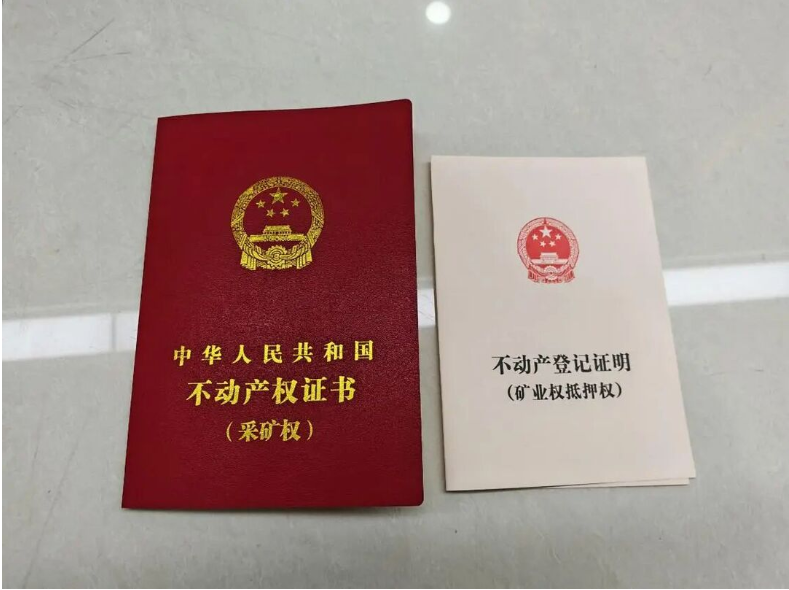 中华人民共和国
不动产权证书
（采矿权）
不动产登记证明
（矿业权抵押权）